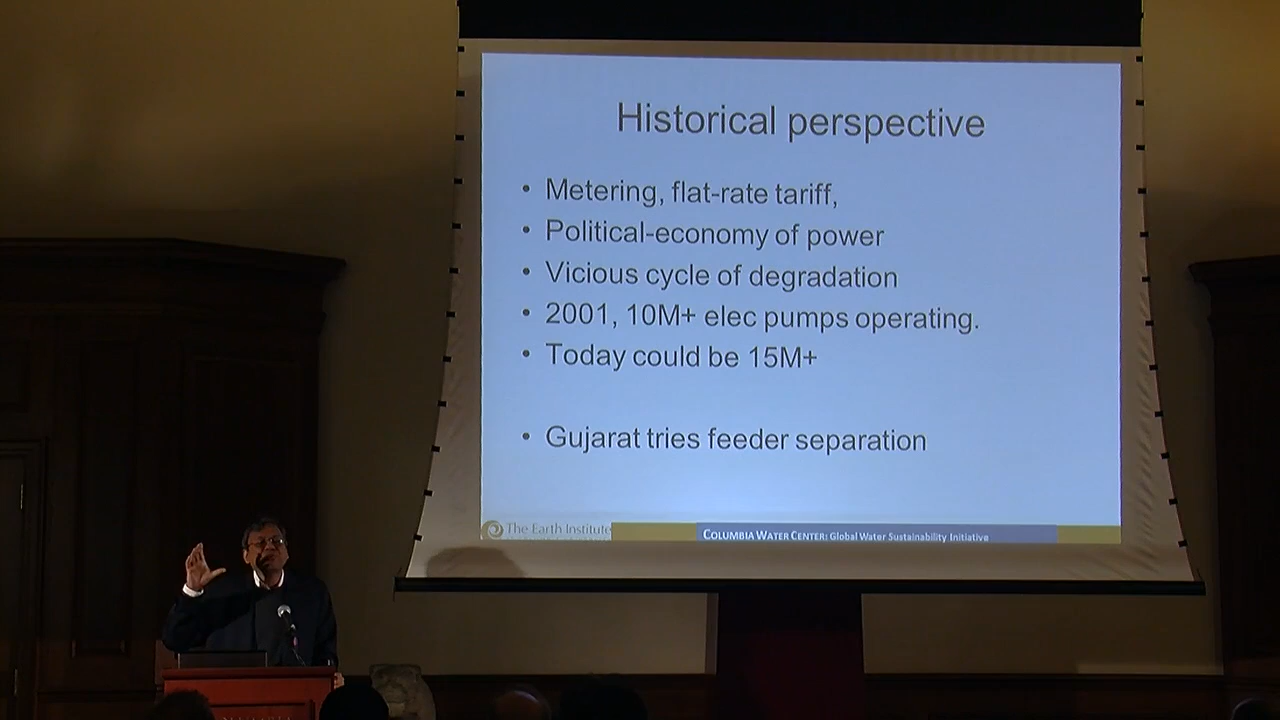 Historical perspective
• Metering, flat-rate tariff,
• Political-economy of power
• Vicious cycle of degradation
• 2001, 10M+ elec pumps operating.
• Today could be 15M+
• Gujarat tries feeder separation
The Earth Institute
COLUMBIA WATER CENTER: Global Water Sustainability Initiative